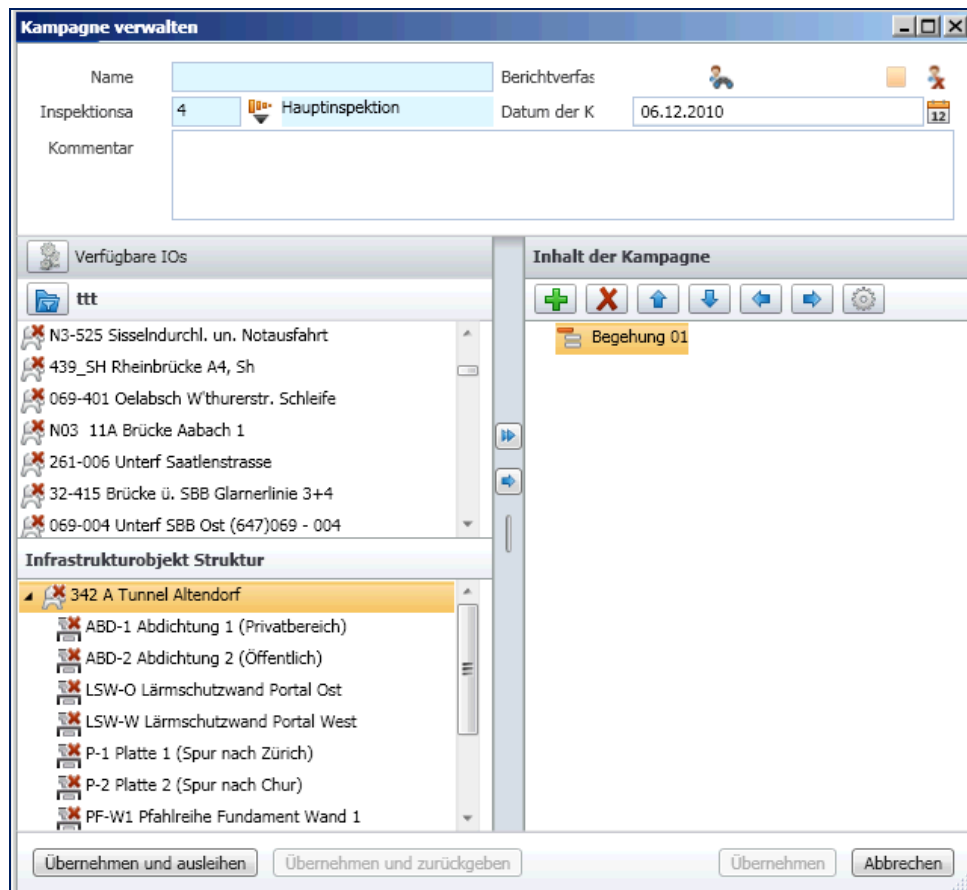 Kampagne verwalten
Name
Berichtverfas
Inspektionsa 4 Hauptinspektion
Datum der K 06.12.2010
12
Kommentar
Verfügbare IOs
ttt
N3-525 Sisselndurchl. un. Notausfahrt
439_SH Rheinbrücke A4, Sh
069-401 Oelabsch W'thurerstr. Schleife
N03 11A Brücke Aabach 1
261-006 Unterf Saatlenstrasse
32-415 Brücke ü. SBB Glarnerlinie 3+4
069-004 Unterf SBB Ost (647)069 - 004
Infrastrukturobjekt Struktur
342 A Tunnel Altendorf
ABD-1 Abdichtung 1 (Privatbereich)
ABD-2 Abdichtung 2 (Öffentlich)
LSW-O Lärmschutzwand Portal Ost
LSW-W Lärmschutzwand Portal West
P-1 Platte 1 (Spur nach Zürich)
P-2 Platte 2 (Spur nach Chur)
PF-W1 Pfahlreihe Fundament Wand 1
Inhalt der Kampagne
Begehung 01
Übernehmen und ausleihen
Übernehmen und zurückgeben
Übernehmen
Abbrechen